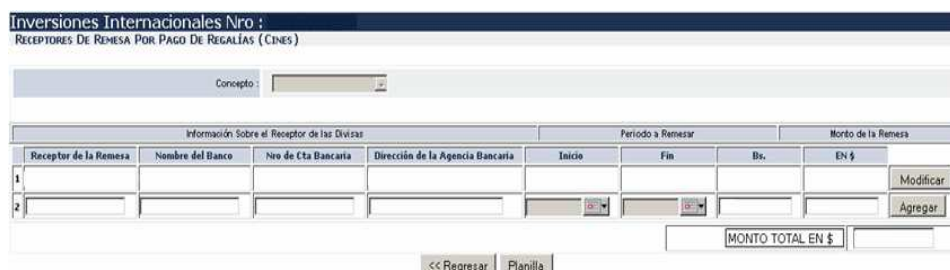 Inversiones Internacionales Nro :
RECEPTORES DE REMESA POR PAGO DE REGALÍAS (CINES)
Concepto :
Información Sobre el Receptor de las Divisas Periodo a Remesar Monto de la Remesa
Receptor de la Remesa Nombre del Banco Nro de Cta Bancaria Dirección de la Agencia Bancaria Inicio Fin Bs. EN $
1 Modificar
2 Agregar
MONTO TOTAL EN $
<< Regresar Planilla